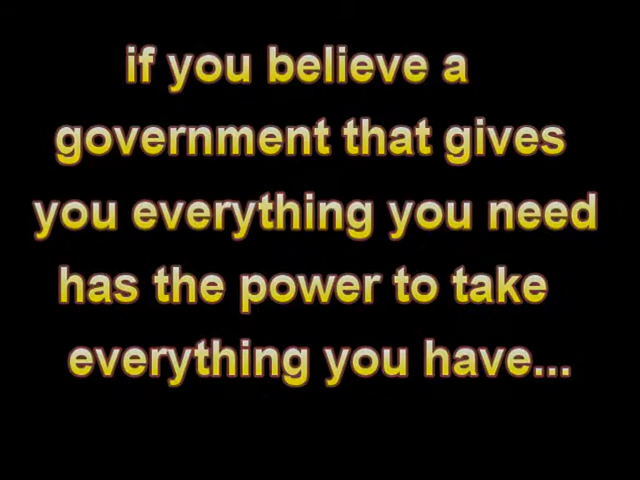 if you believe a
government that gives
you everything you need
has the power to take
everything you have...